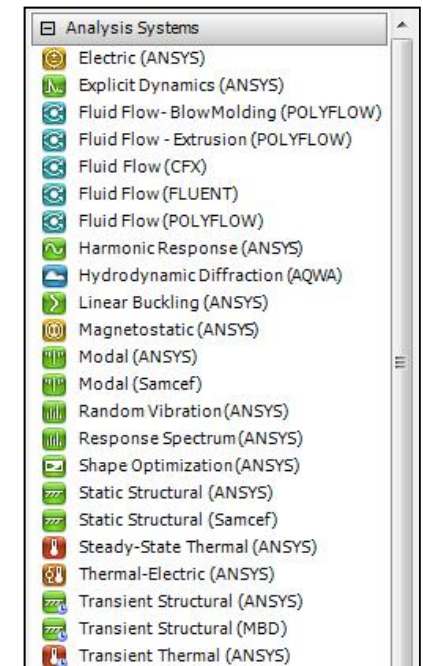 Analysis Systems
Electric (ANSYS)
Explicit Dynamics (ANSYS)
Fluid Flow- BlowMolding (POLYFLOW)
Fluid Flow - Extrusion (POLYFLOW)
Fluid Flow (CFX)
Fluid Flow (FLUENT)
Fluid Flow (POLYFLOW)
Harmonic Response (ANSYS)
Hydrodynamic Diffraction (AQWA)
Linear Buckling (ANSYS)
Magnetostatic (ANSYS)
Modal (ANSYS)
Modal (Samcef)
Random Vibration (ANSYS)
Response Spectrum (ANSYS)
Shape Optimization (ANSYS)
Static Structural (ANSYS)
Static Structural (Samcef)
Steady-State Thermal (ANSYS)
Thermal-Electric (ANSYS)
Transient Structural (ANSYS)
Transient Structural (MBD)
Transient Thermal (ANSYS)